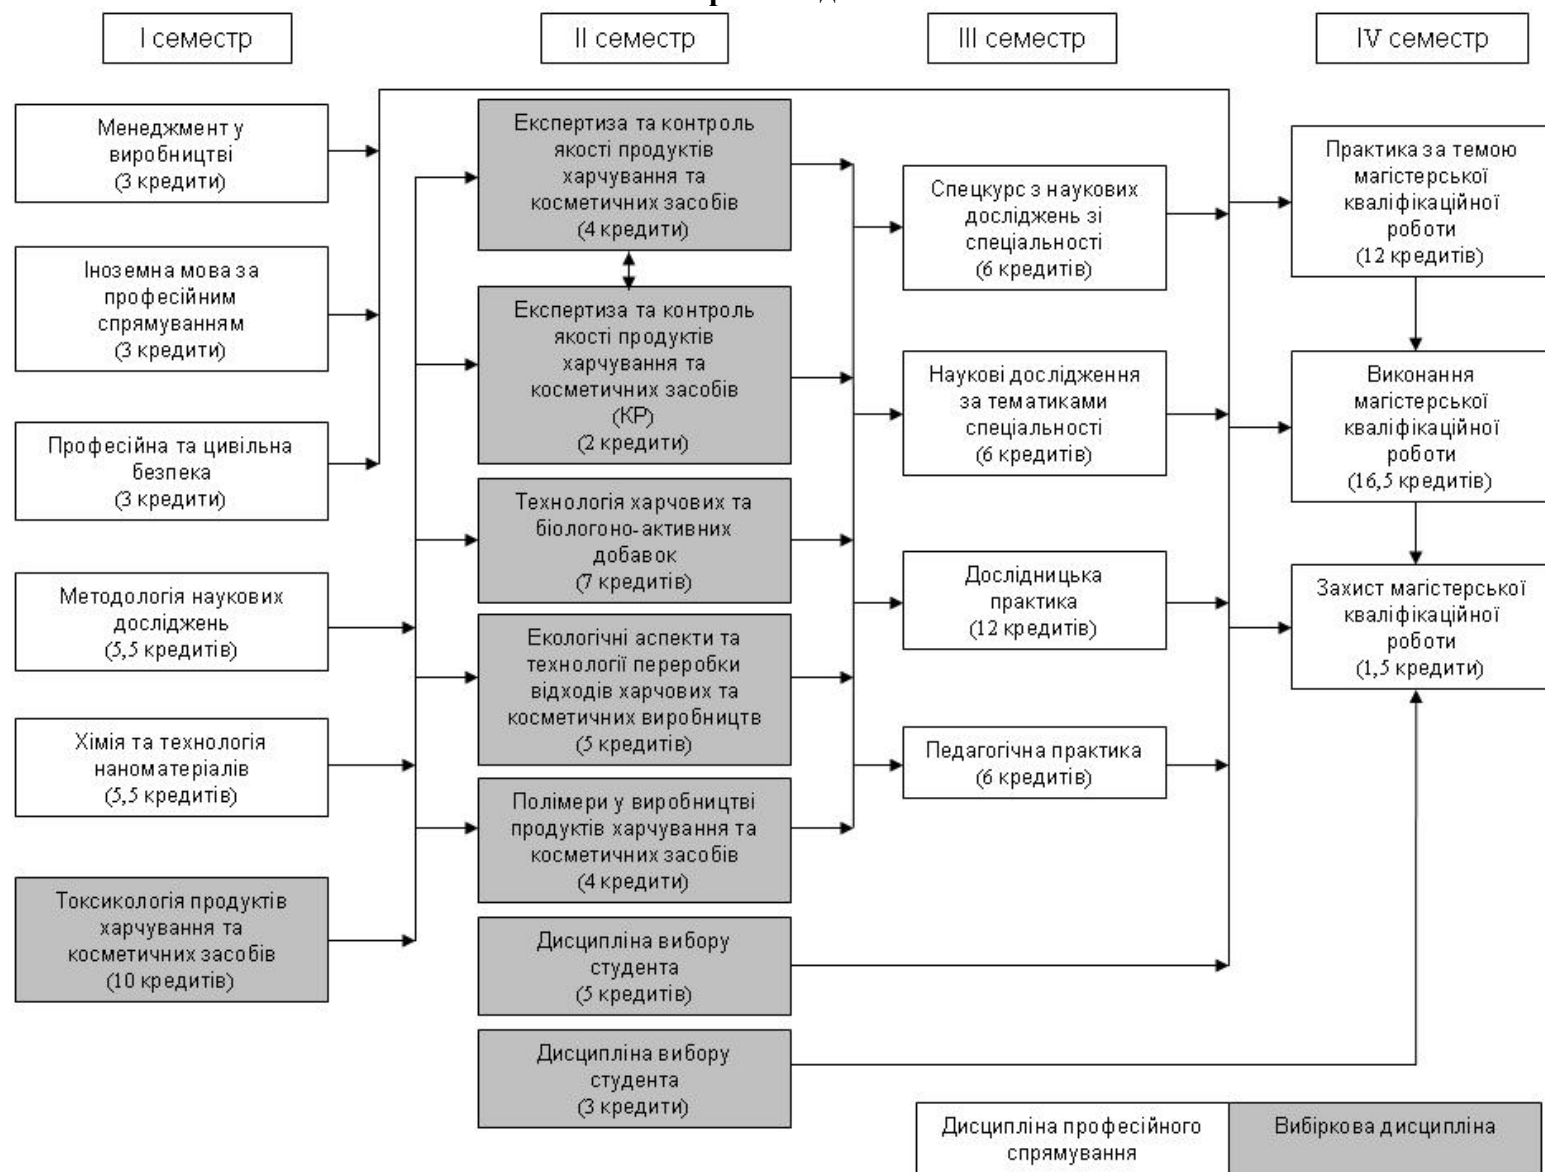 І семестр
ІІ семестр
ІІІ семестр
IV семестр
Менеджмент у
виробництві
(3 кредити)
Іноземна мова за
професійним
спрямуванням
(3 кредити)
Професійна та цивільна
безпека
(3 кредити)
Методологія наукових
досліджень
(5,5 кредитів)
Хімія та технологія
наноматеріалів
(5,5 кредитів)
Токсикологія продуктів
харчування та
косметичних засобів
(10 кредитів)
Експертиза та контроль
якості продуктів
харчування та
косметичних засобів
(4 кредити)
Експертиза та контроль
якості продуктів
харчування та
косметичних засобів
(КР)
(2 кредити)
Технологія харчових та
біологоно-активних
добавок
(7 кредитів)
Екологічні аспекти та
технології переробки
відходів харчових та
косметичних виробництв
(5 кредитів)
Полімери у виробництві
продуктів харчування та
косметичних засобів
(4 кредити)
Дисципліна вибору
студента
(5 кредитів)
Дисципліна вибору
студента
(3 кредити)
Спецкурс з наукових
досліджень зі
спеціальності
(6 кредитів)
Наукові дослідження
за тематиками
спеціальності
(6 кредитів)
Дослідницька
практика
(12 кредитів)
Педагогічна практика
(6 кредитів)
Практика за темою
магістерської
кваліфікаційної
роботи
(12 кредитів)
Виконання
магістерської
кваліфікаційної
роботи
(16,5 кредитів)
Захист магістерської
кваліфікаційної
роботи
(1,5 кредити)
Дисципліна професійного
спрямування
Вибіркова дисципліна